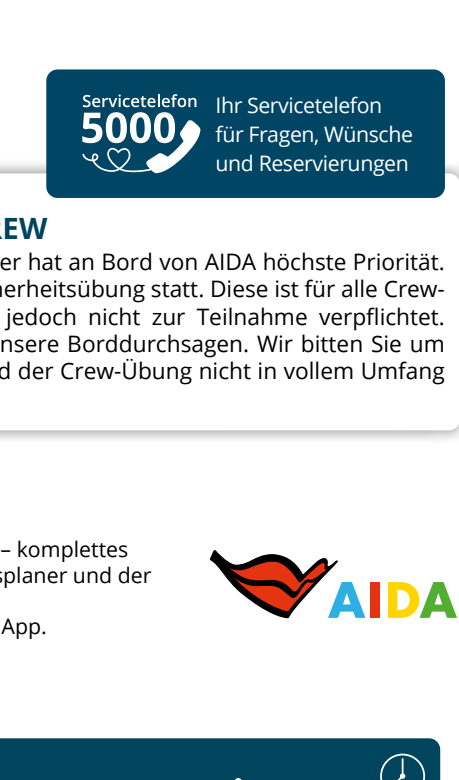 Servicetelefon
5000
Ihr Servicetelefon
für Fragen, Wünsche
und Reservierungen
REW
er hat an Bord von AIDA höchste Priorität.
erheitsübung statt. Diese ist für alle Crew-
jedoch nicht zur Teilnahme verpflichtet.
nsere Borddurchsagen. Wir bitten Sie um
d der Crew-Übung nicht in vollem Umfang
– komplettes
splaner und der
App.
AIDA